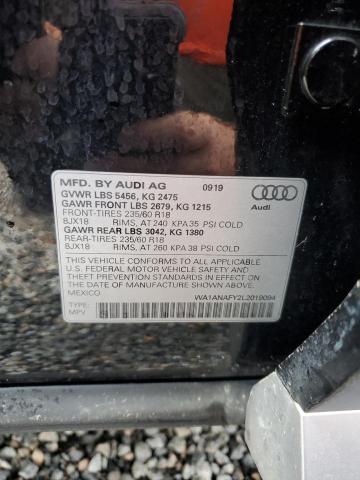 MFD. BY AUDI AG 0919
GVWR LBS 5456, KG 2475
GAWR FRONT LBS 2679, KG 1215
FRONT-TIRES 235/60 R18
8JX18 RIMS, AT 240 KPA 35 PSI COLD
GAWR REAR LBS 3042, KG 1380
REAR-TIRES 235/60 R18
8JX18 RIMS, AT 260 KPA 38 PSI COLD
Audi
THIS VEHICLE CONFORMS TO ALL APPLICABLE
U.S. FEDERAL MOTOR VEHICLE SAFETY
STANDARDS IN EFFECT ON
THE DATE OF MANUFACTURE SHOWN ABOVE.
MEXICO
WA1ANAFY2L2019094
TYPE:
MPV